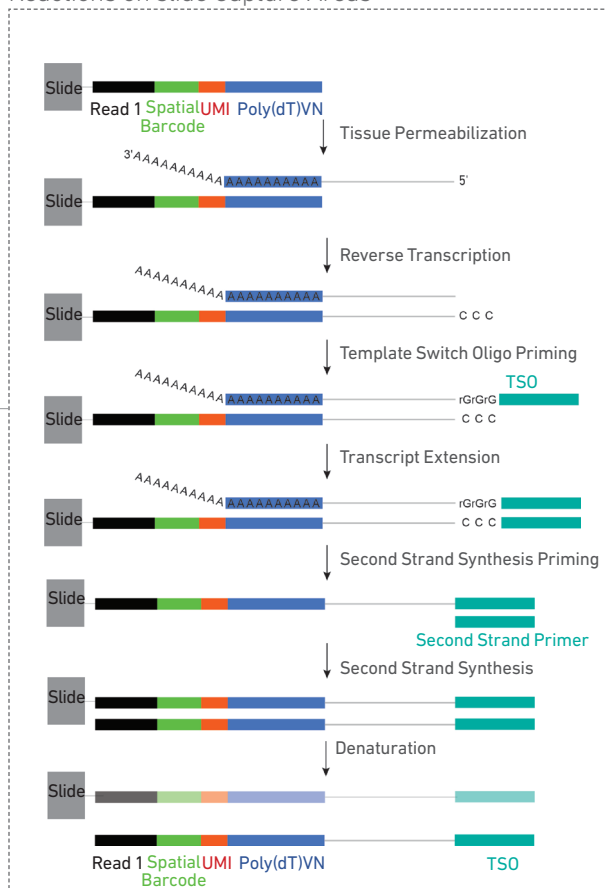 Reactions on Slide Capture Areas
Slide
Read 1 Spatial UMI Poly(dT)VN
Barcode
Tissue Permeabilization
3'AAAAAAAAAA
AAAAAAAAAA
5'
Slide
Reverse Transcription
AAAAAAAAAA
AAAAAAAAAA
Slide
C C C
Template Switch Oligo Priming
TSO
AAAAAAAAAA
AAAAAAAAAA
rGrGrG
Slide
C C C
Transcript Extension
AAAAAAAAAA
AAAAAAAAAA
rGrGrG
Slide
C C C
Second Strand Synthesis Priming
Slide
Second Strand Primer
Second Strand Synthesis
Slide
Denaturation
Slide
Read 1 Spatial UMI Poly(dT)VN TSO
Barcode